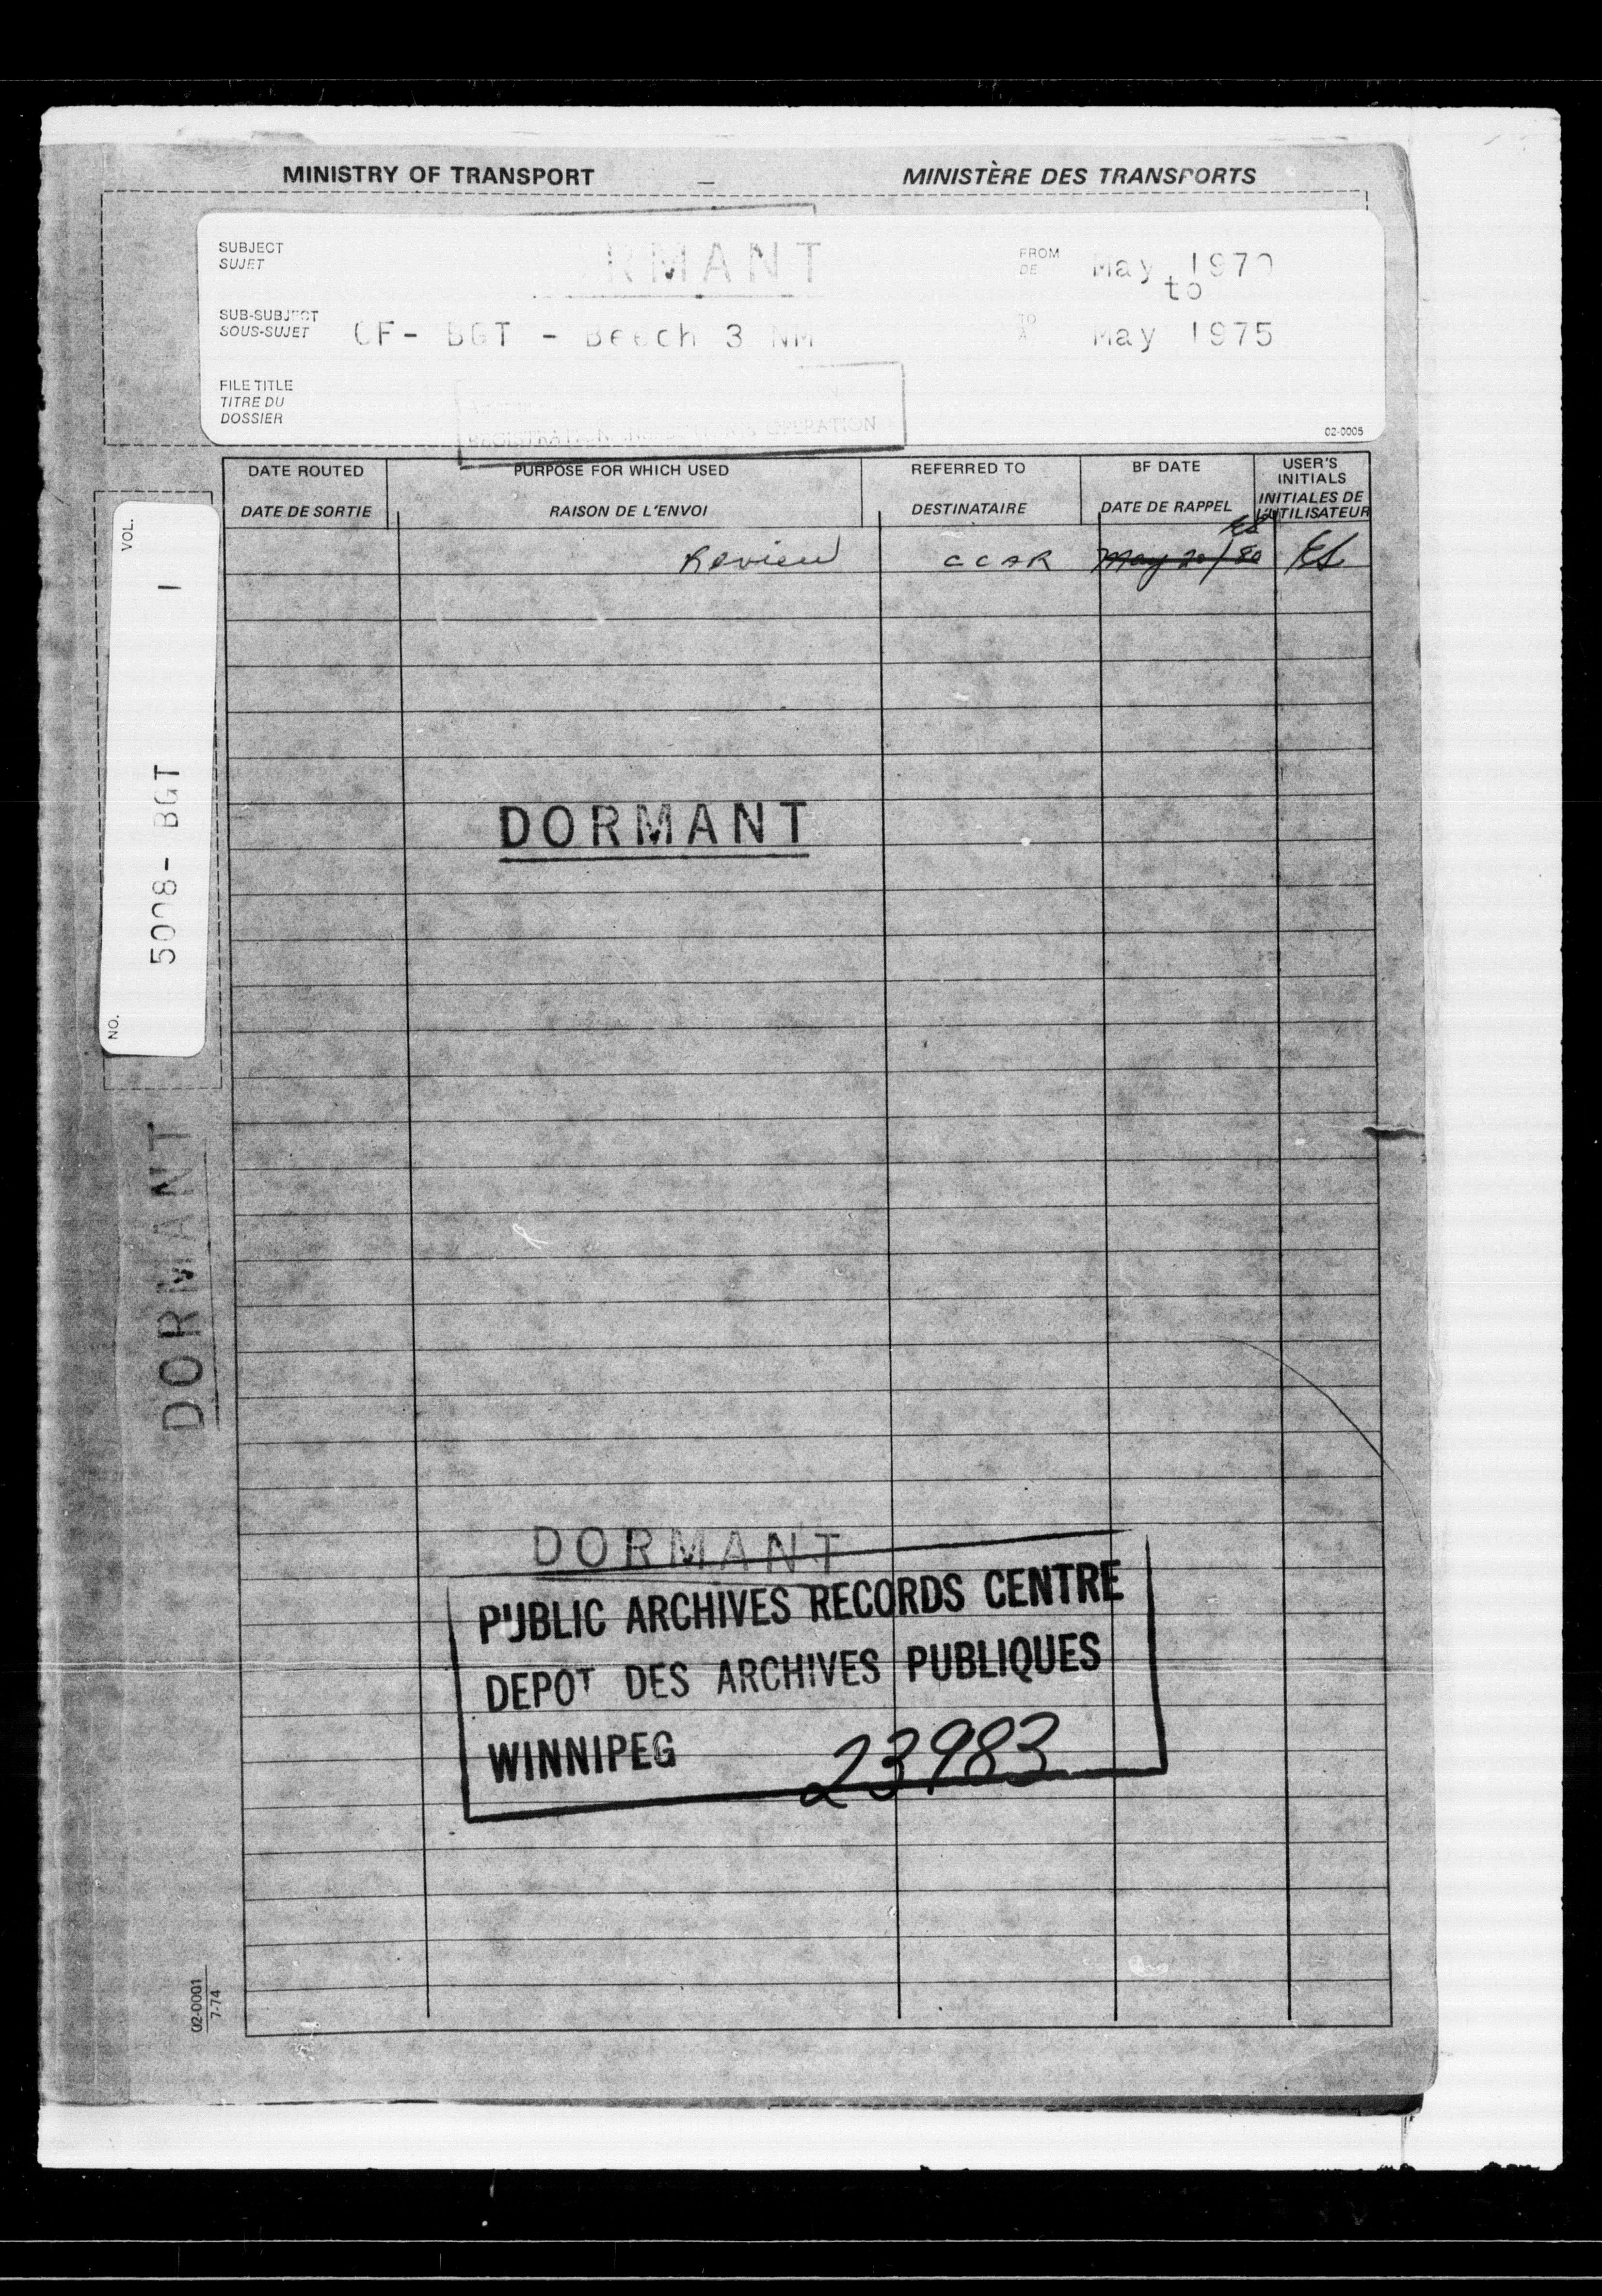 MINISTRY OF TRANSPORT — MINISTÈRE DES TRANSPORTS
SUBJECT
SUJET
RMANT
FROM
DE
May 1970
to
SUB-SUBJECT
SOUS-SUJET
CF- BGT - Beech 3 NM
TO
À
May 1975
FILE TITLE
TITRE DU
DOSSIER
REGISTRATION, & OPERATION
02-0005
DATE ROUTED PURPOSE FOR WHICH USED REFERRED TO BF DATE USER'S INITIALS
DATE DE SORTIE RAISON DE L'ENVOI DESTINATAIRE DATE DE RAPPEL INITIALES DE L'UTILISATEUR
Review CCAR May 20/80
VOL. 1
NO. 5008- BGT
DORMANT
DORMANT
DORMANT
PUBLIC ARCHIVES RECORDS CENTRE
DEPOT DES ARCHIVES PUBLIQUES
WINNIPEG 23983
02-0001
7-74